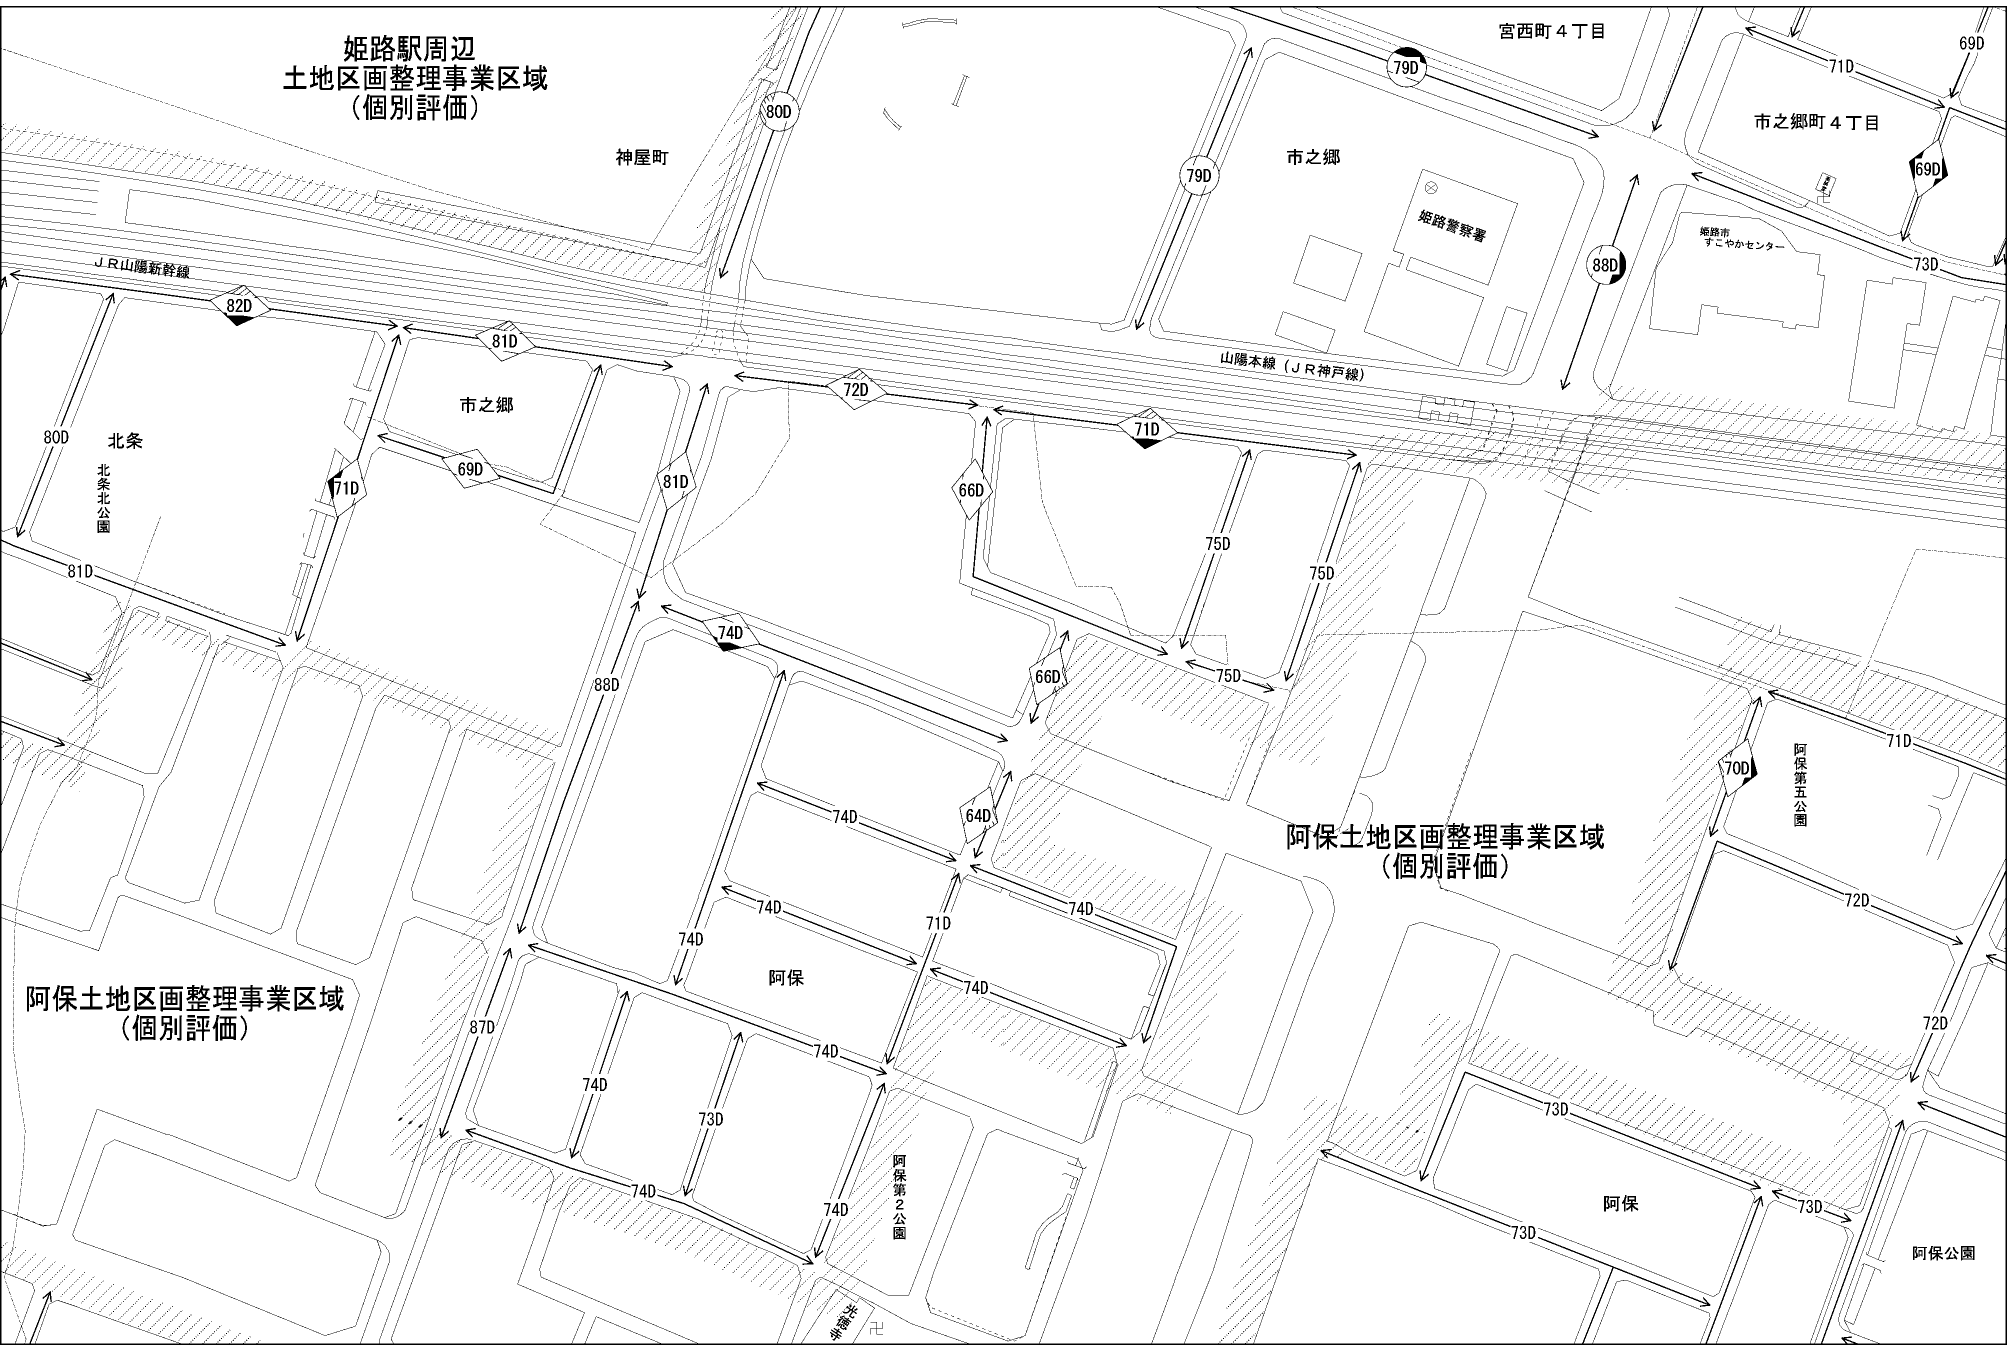 姫路駅周辺
土地区画整理事業区域
（個別評価）
宮西町４丁目
69D
71D
79D
80D
市之郷町４丁目
神屋町
市之郷
79D
69D
姫路警察署
姫路市
すこやかセンター
88D
73D
ＪＲ山陽新幹線
82D
81D
山陽本線（ＪＲ神戸線）
72D
71D
市之郷
80D
北条
北条北公園
69D
71D
81D
66D
75D
75D
81D
74D
66D
75D
88D
71D
70D
阿保第五公園
74D
64D
阿保土地区画整理事業区域
（個別評価）
72D
74D
74D
71D
74D
阿保
74D
阿保土地区画整理事業区域
（個別評価）
87D
72D
74D
74D
73D
73D
阿保第２公園
74D
74D
阿保
73D
73D
阿保公園
光徳寺
卍
卍